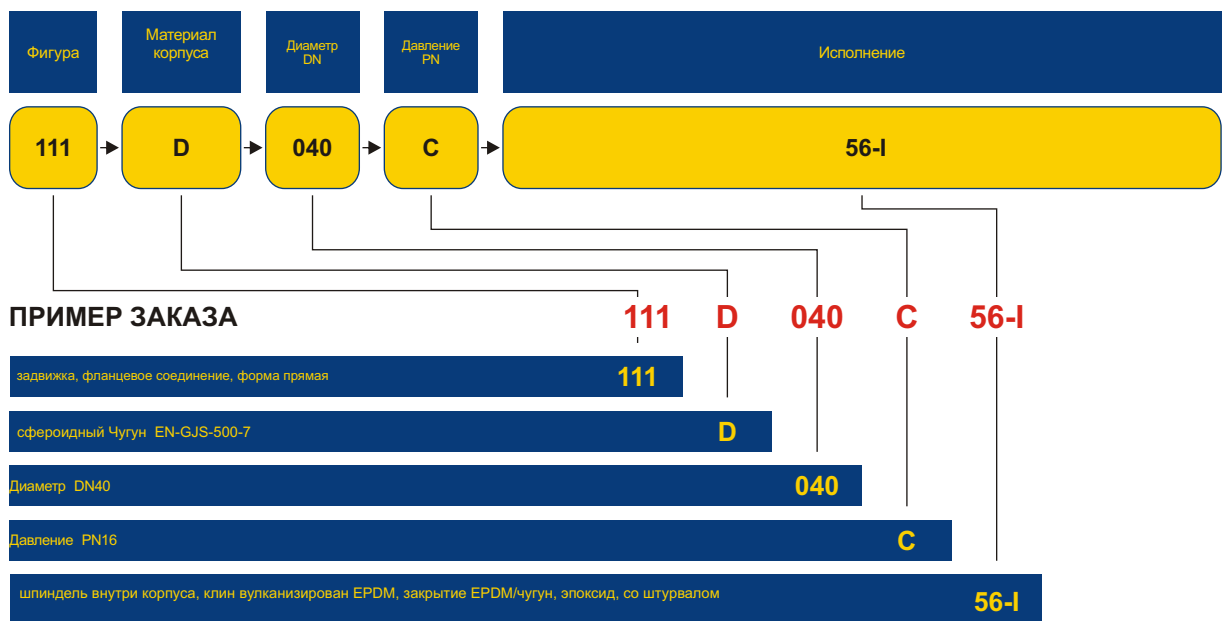 Фигура
Материал
корпуса
Диаметр
DN
Давление
PN
Исполнение
111
D
040
C
56-I
ПРИМЕР ЗАКАЗА 111 D 040 C 56-I
задвижка, фланцевое соединение, форма прямая 111
сфероидный Чугун EN-GJS-500-7 D
Диаметр DN40 040
Давление PN16 C
шпиндель внутри корпуса, клин вулканизирован EPDM, закрытие EPDM/чугун, эпоксид, со штурвалом 56-I